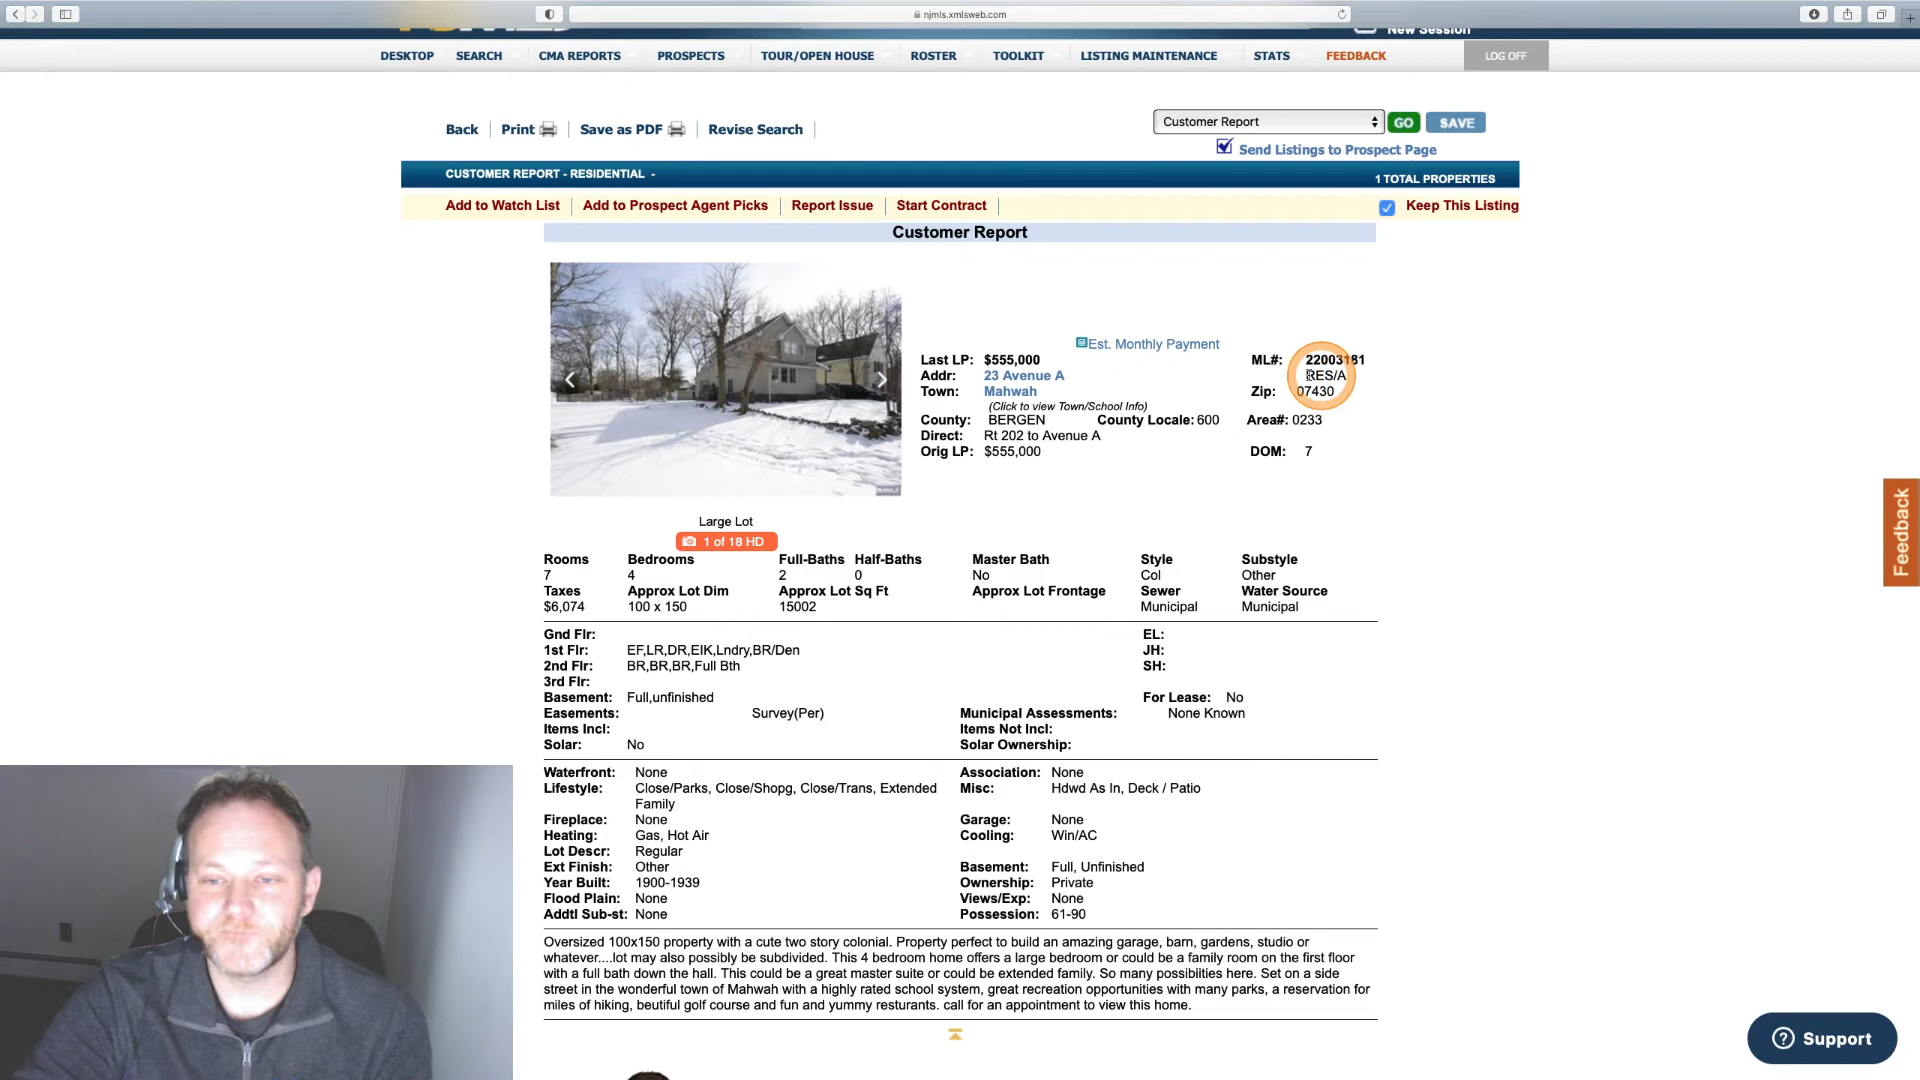 njmls.xmlsweb.com
New Session
DESKTOP SEARCH CMA REPORTS PROSPECTS TOUR/OPEN HOUSE ROSTER TOOLKIT LISTING MAINTENANCE STATS FEEDBACK LOG OFF
Back Print Save as PDF Revise Search Customer Report GO SAVE
Send Listings to Prospect Page
CUSTOMER REPORT - RESIDENTIAL - 1 TOTAL PROPERTIES
Add to Watch List Add to Prospect Agent Picks Report Issue Start Contract Keep This Listing
Customer Report
Est. Monthly Payment
Last LP: $555,000 ML#: 22003181
Addr: 23 Avenue A RES/A
Town: Mahwah Zip: 07430
(Click to view Town/School Info)
County: BERGEN County Locale: 600 Area#: 0233
Direct: Rt 202 to Avenue A
Orig LP: $555,000 DOM: 7
Large Lot
1 of 18 HD
Rooms Bedrooms Full-Baths Half-Baths Master Bath Style Substyle
7 4 2 0 No Col Other
Taxes Approx Lot Dim Approx Lot Sq Ft Approx Lot Frontage Sewer Water Source
$6,074 100 x 150 15002 Municipal Municipal
Gnd Flr: EL:
1st Flr: EF,LR,DR,EIK,Lndry,BR/Den JH:
2nd Flr: BR,BR,BR,Full Bth SH:
3rd Flr:
Basement: Full,unfinished For Lease: No
Easements: Survey(Per) Municipal Assessments: None Known
Items Incl: Items Not Incl:
Solar: No Solar Ownership:
Waterfront: None Association: None
Lifestyle: Close/Parks, Close/Shopg, Close/Trans, Extended Misc: Hdwd As In, Deck / Patio
Family
Fireplace: None Garage: None
Heating: Gas, Hot Air Cooling: Win/AC
Lot Descr: Regular
Ext Finish: Other Basement: Full, Unfinished
Year Built: 1900-1939 Ownership: Private
Flood Plain: None Views/Exp: None
Addtl Sub-st: None Possession: 61-90
Oversized 100x150 property with a cute two story colonial. Property perfect to build an amazing garage, barn, gardens, studio or
whatever....lot may also possibly be subdivided. This 4 bedroom home offers a large bedroom or could be a family room on the first floor
with a full bath down the hall. This could be a great master suite or could be extended family. So many possibiities here. Set on a side
street in the wonderful town of Mahwah with a highly rated school system, great recreation opportunities with many parks, a reservation for
miles of hiking, beutiful golf course and fun and yummy resturants. call for an appointment to view this home.
Feedback
Support